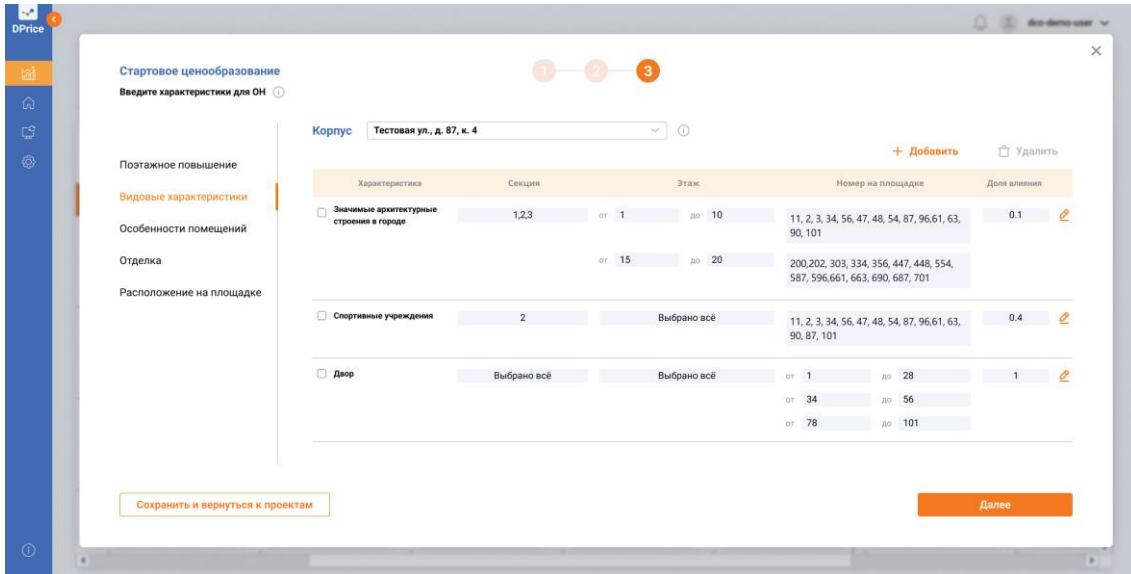 DPrice
dco-demo-user
Стартовое ценообразование
1 2 3
Введите характеристики для ОН
Корпус Тестовая ул., д. 87, к. 4
+ Добавить Удалить
Поэтажное повышение
Видовые характеристики
Особенности помещений
Отделка
Расположение на площадке
Характеристика Секция Этаж Номер на площадке Доля влияния
Значимые архитектурные
строения в городе
1,2,3 от 1 до 10
11, 2, 3, 34, 56, 47, 48, 54, 87, 96,61, 63,
90, 101
0.1
от 15 до 20
200,202, 303, 334, 356, 447, 448, 554,
587, 596,661, 663, 690, 687, 701
Спортивные учреждения 2 Выбрано всё
11, 2, 3, 34, 56, 47, 48, 54, 87, 96,61, 63,
90, 87, 101
0.4
Двор Выбрано всё Выбрано всё от 1 до 28 1
от 34 до 56
от 78 до 101
Сохранить и вернуться к проектам
Далее